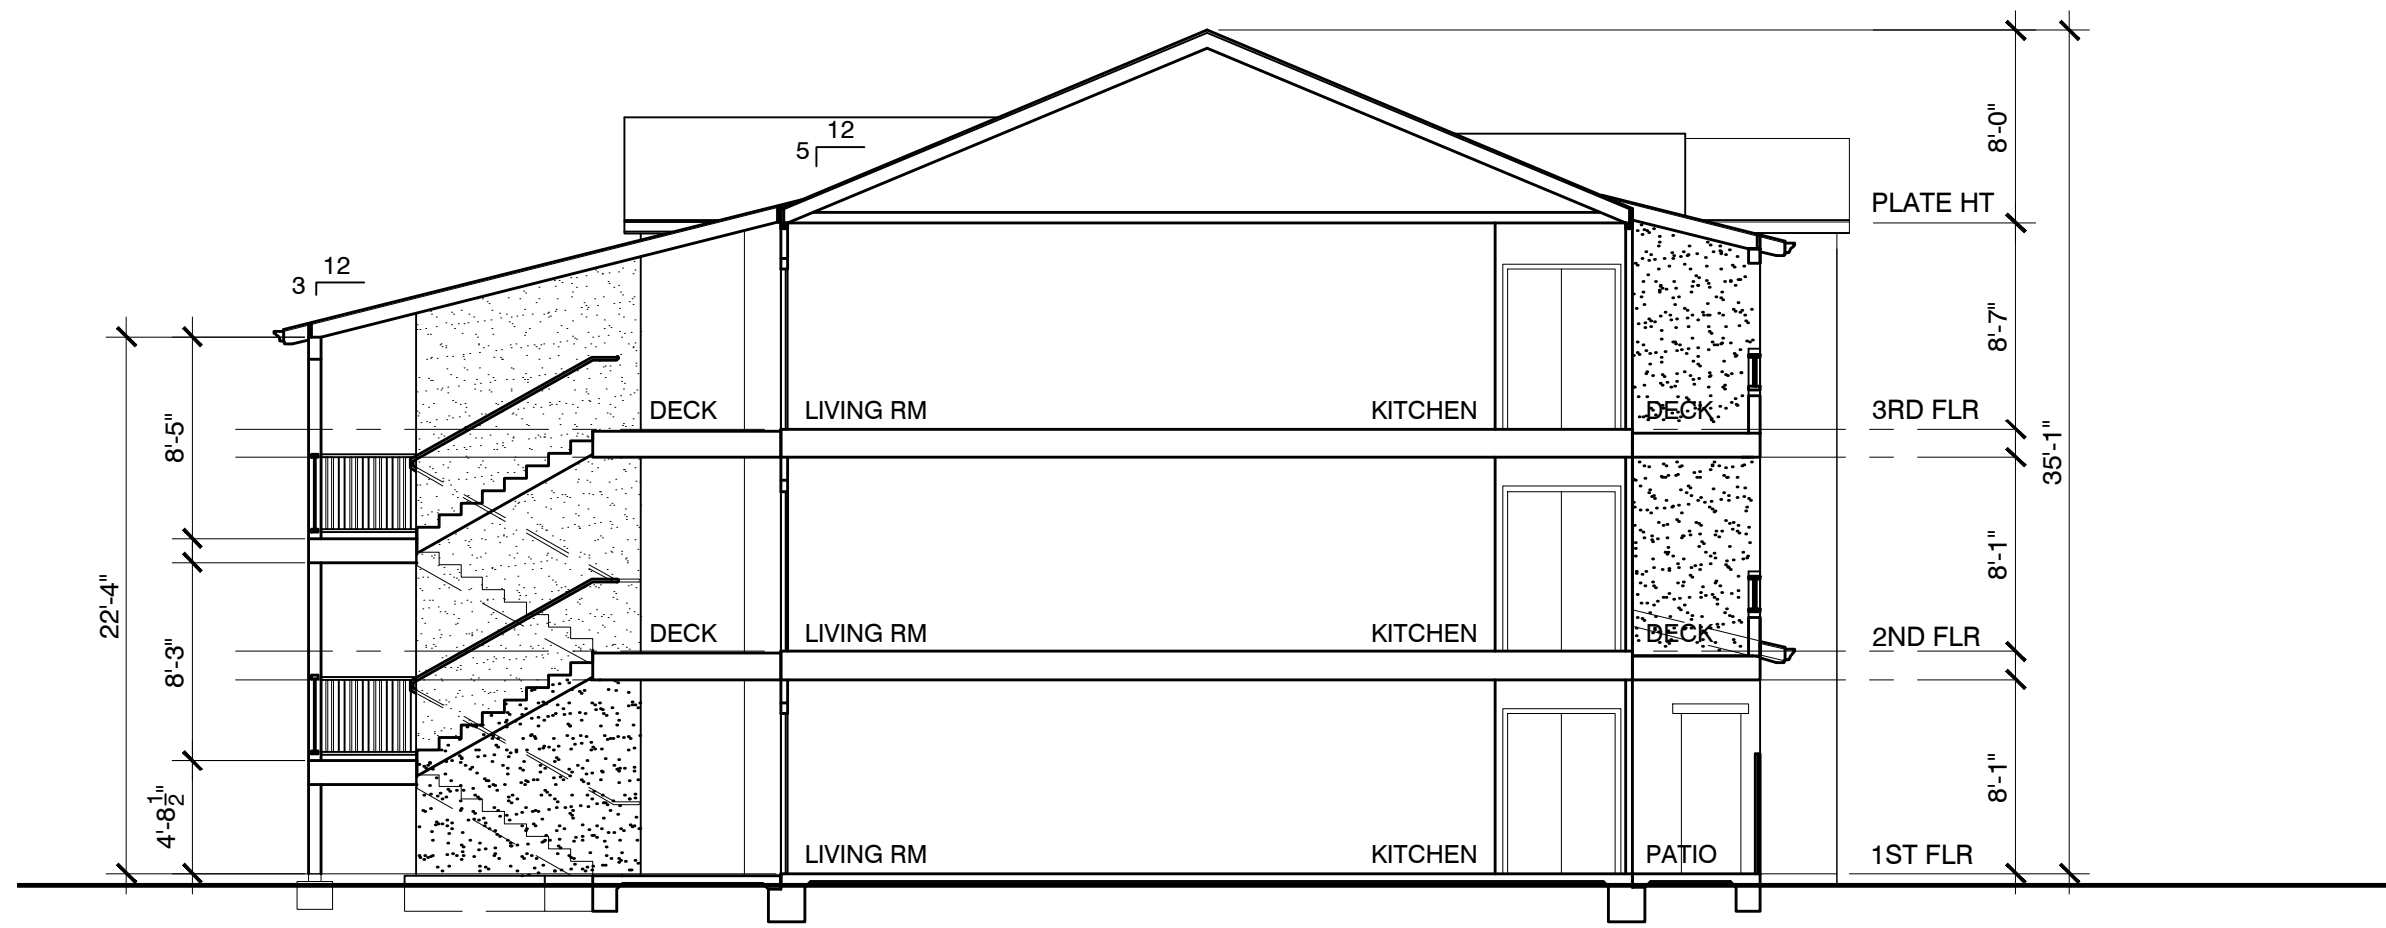 12
5
8'-0"
PLATE HT
12
3
8'-7"
DECK
LIVING RM
KITCHEN
DECK
3RD FLR
8'-5"
35'-1"
8'-1"
22'-4"
DECK
LIVING RM
KITCHEN
DECK
2ND FLR
8'-3"
8'-1"
4'-8½"
LIVING RM
KITCHEN
PATIO
1ST FLR